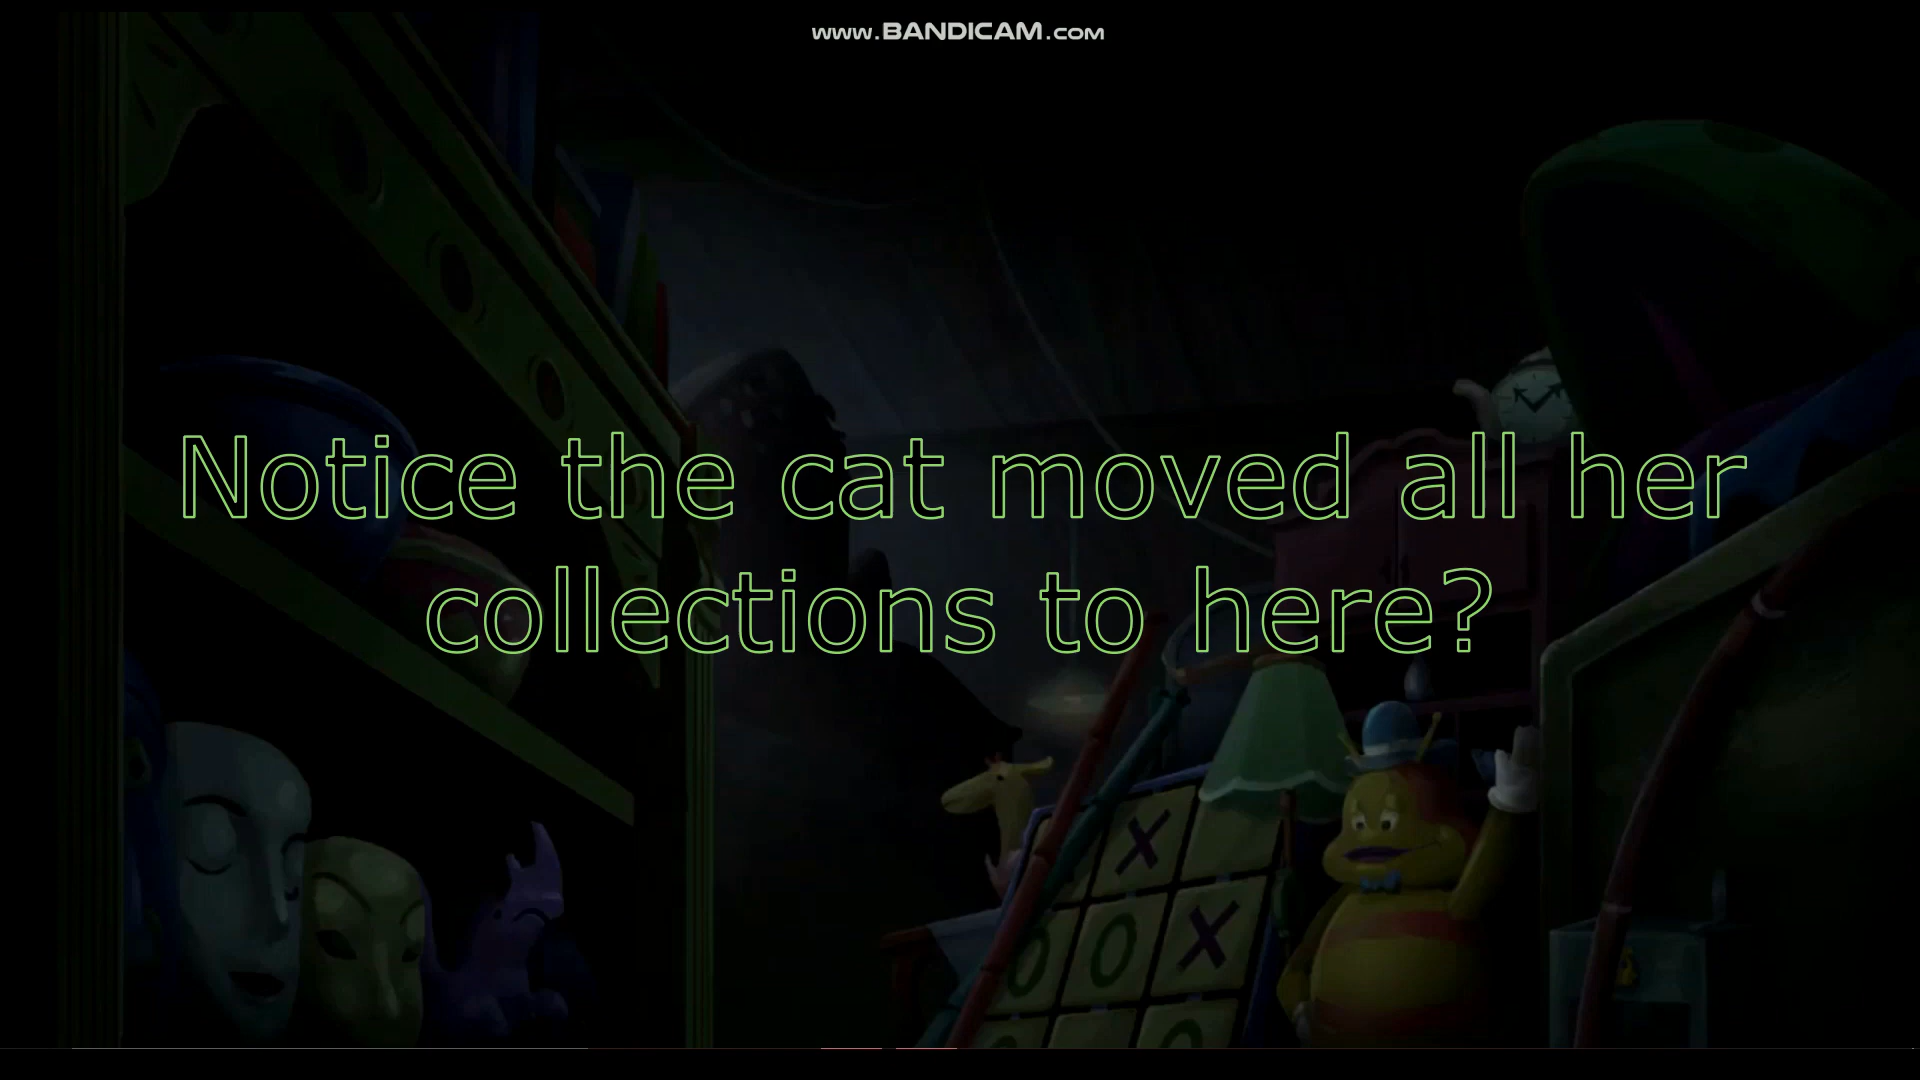 www.BANDICAM.com
Notice the cat moved all her
collections to here?
X
O O X
O